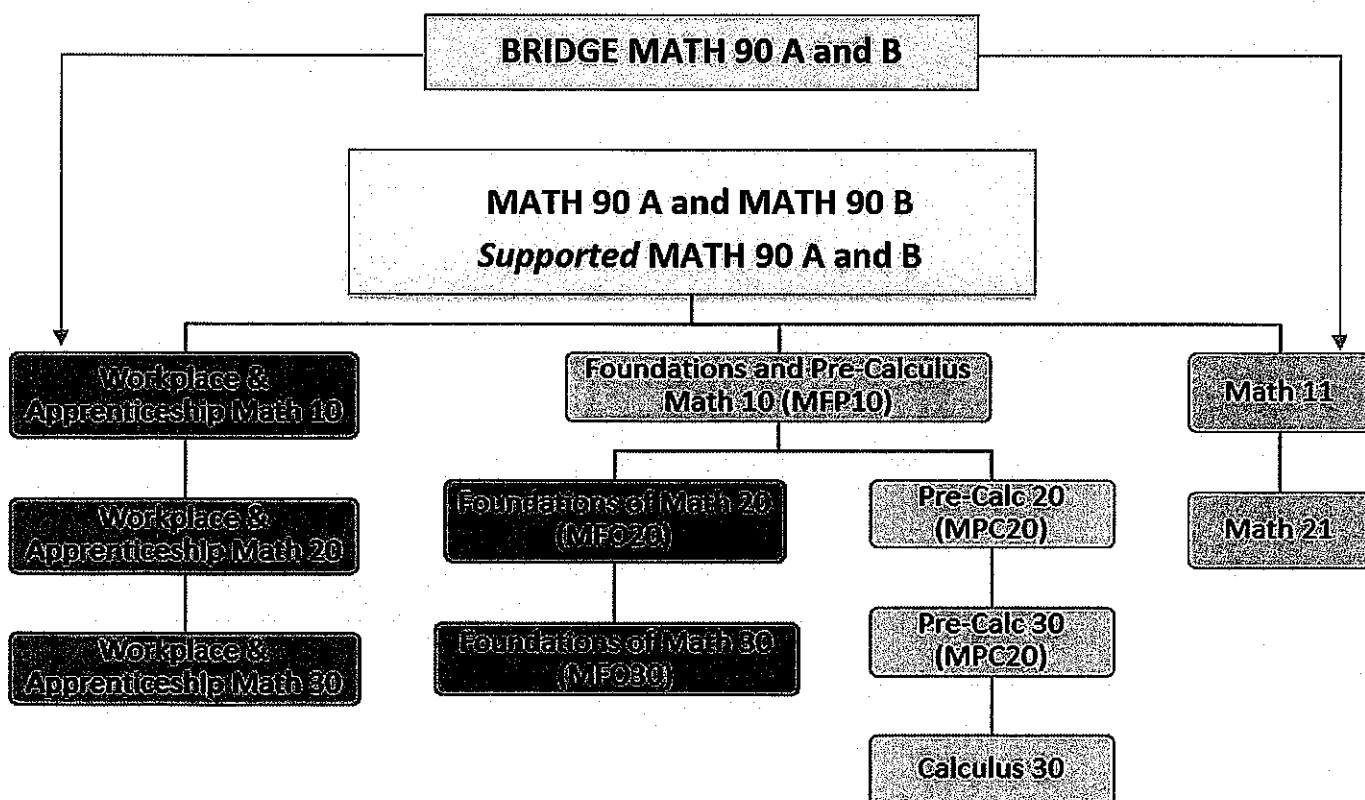 BRIDGE MATH 90 A and B
MATH 90 A and MATH 90 B
Supported MATH 90 A and B
Workplace &
Apprenticeship Math 10
Foundations and Pre-Calculus
Math 10 (MFP10)
Math 11
Workplace &
Apprenticeship Math 20
Foundations of Math 20
(MFO20)
Pre-Calc 20
(MPC20)
Math 21
Workplace &
Apprenticeship Math 30
Foundations of Math 30
(MFO30)
Pre-Calc 30
(MPC20)
Calculus 30